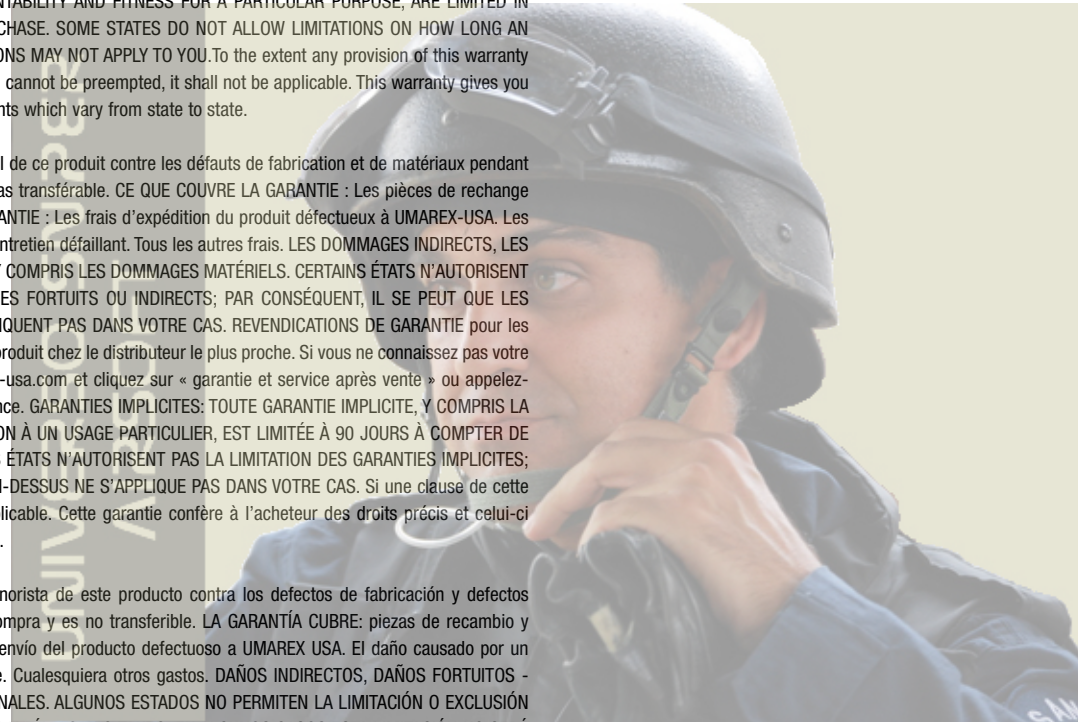 NTABILITY AND FITNESS FOR A PARTICULAR PURPOSE, ARE LIMITED IN
CHASE. SOME STATES DO NOT ALLOW LIMITATIONS ON HOW LONG AN
ONS MAY NOT APPLY TO YOU.To the extent any provision of this warranty
cannot be preempted, it shall not be applicable. This warranty gives you
hts which vary from state to state.
l de ce produit contre les défauts de fabrication et de matériaux pendant
as transférable. CE QUE COUVRE LA GARANTIE : Les pièces de rechange
ANTIE : Les frais d’expédition du produit défectueux à UMAREX-USA. Les
ntretien défaillant. Tous les autres frais. LES DOMMAGES INDIRECTS, LES
Y COMPRIS LES DOMMAGES MATÉRIELS. CERTAINS ÉTATS N’AUTORISENT
ES FORTUITS OU INDIRECTS; PAR CONSÉQUENT, IL SE PEUT QUE LES
IQUENT PAS DANS VOTRE CAS. REVENDICATIONS DE GARANTIE pour les
produit chez le distributeur le plus proche. Si vous ne connaissez pas votre
-usa.com et cliquez sur « garantie et service après vente » ou appelez-
nce. GARANTIES IMPLICITES: TOUTE GARANTIE IMPLICITE, Y COMPRIS LA
ON À UN USAGE PARTICULIER, EST LIMITÉE À 90 JOURS À COMPTER DE
S ÉTATS N’AUTORISENT PAS LA LIMITATION DES GARANTIES IMPLICITES;
I-DESSUS NE S’APPLIQUE PAS DANS VOTRE CAS. Si une clause de cette
licable. Cette garantie confère à l’acheteur des droits précis et celui-ci
.
norista de este producto contra los defectos de fabricación y defectos
ompra y es no transferible. LA GARANTÍA CUBRE: piezas de recambio y
envío del producto defectuoso a UMAREX USA. El daño causado por un
e. Cualesquiera otros gastos. DAÑOS INDIRECTOS, DAÑOS FORTUITOS -
NALES. ALGUNOS ESTADOS NO PERMITEN LA LIMITACIÓN O EXCLUSIÓN